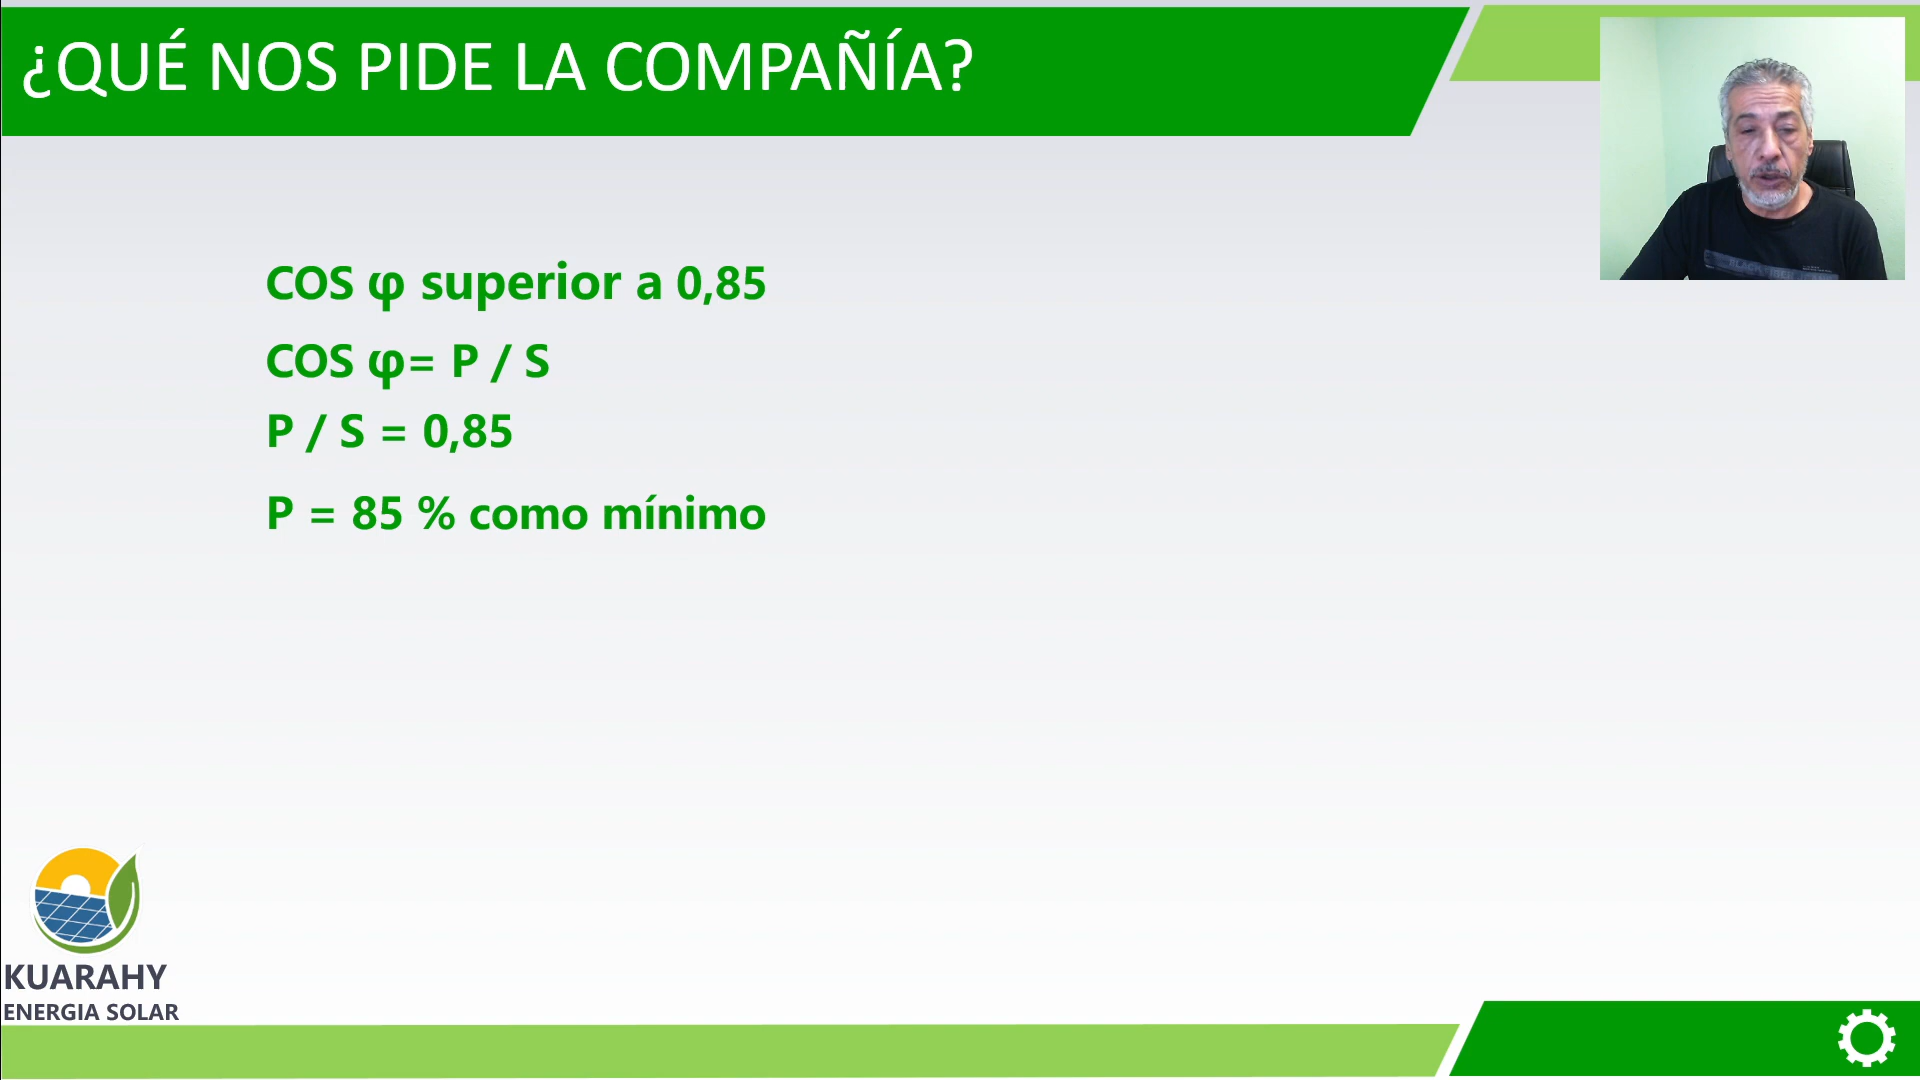 ¿QUÉ NOS PIDE LA COMPAÑÍA?
COS φ superior a 0,85
COS φ= P / S
P / S = 0,85
P = 85 % como mínimo
KUARAHY
ENERGIA SOLAR